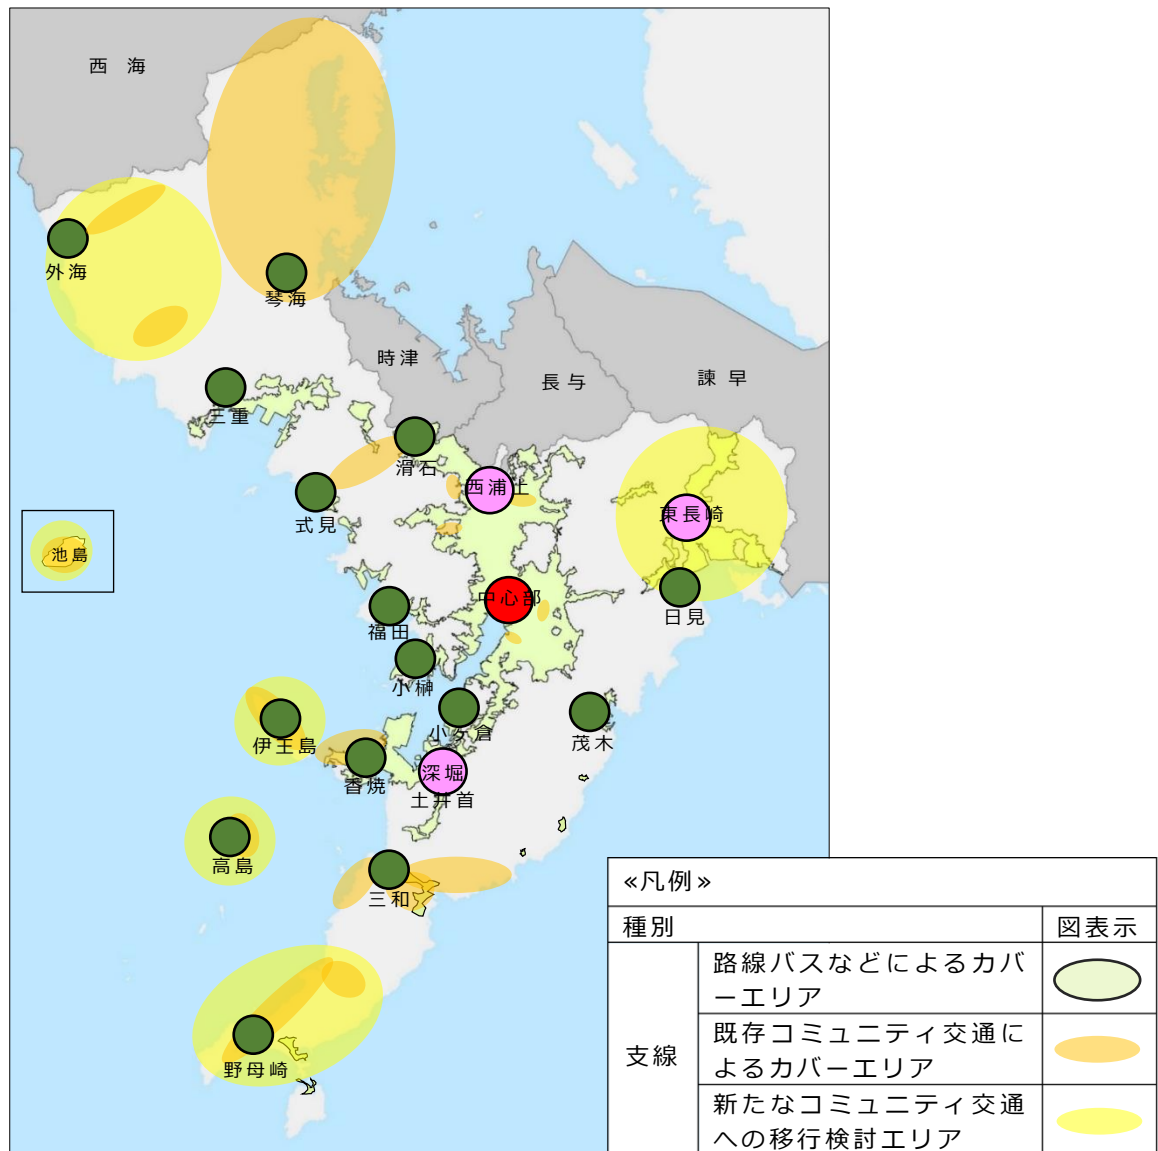 西 海
外海
琴海
時津
長与
諫早
三重
滑石
西浦上
東長崎
式見
池島
中心部
日見
福田
小榊
小ケ倉
茂木
伊王島
香焼
深堀
土井首
高島
三和
野母崎
≪凡例≫
種別 図表示
支線
路線バスなどによるカバ
ーエリア
既存コミュニティ交通に
よるカバーエリア
新たなコミュニティ交通
への移行検討エリア